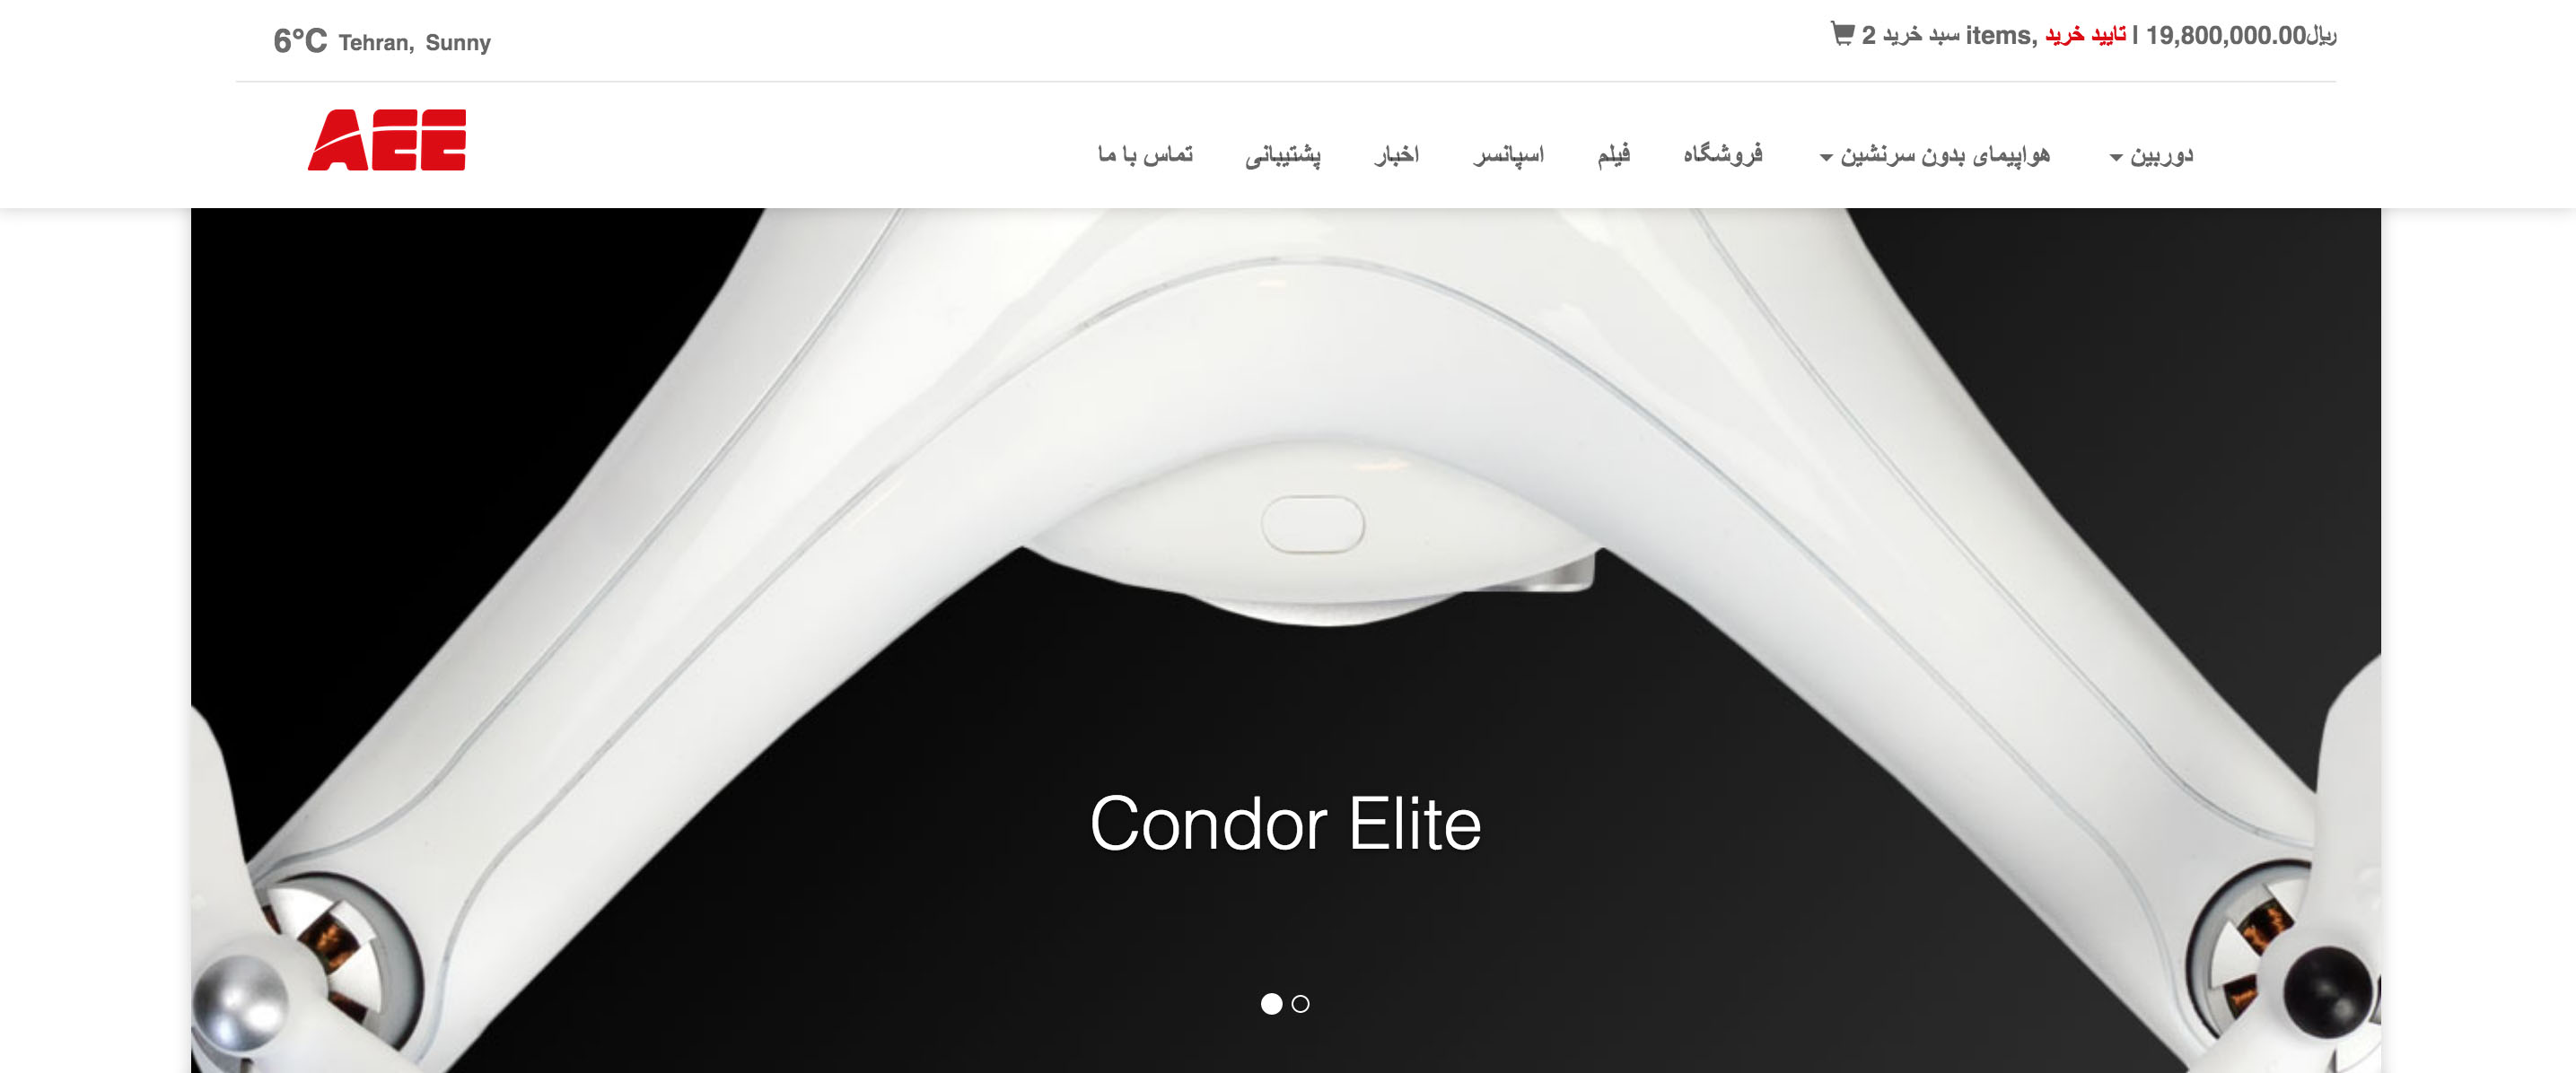 6°C Tehran, Sunny
سبد خرید 2 items, تایید خرید | 19,800,000.00ریال
AEE
دوربین
هواپیمای بدون سرنشین
فروشگاه
فیلم
اسپانسر
اخبار
پشتیبانی
تماس با ما
Condor Elite